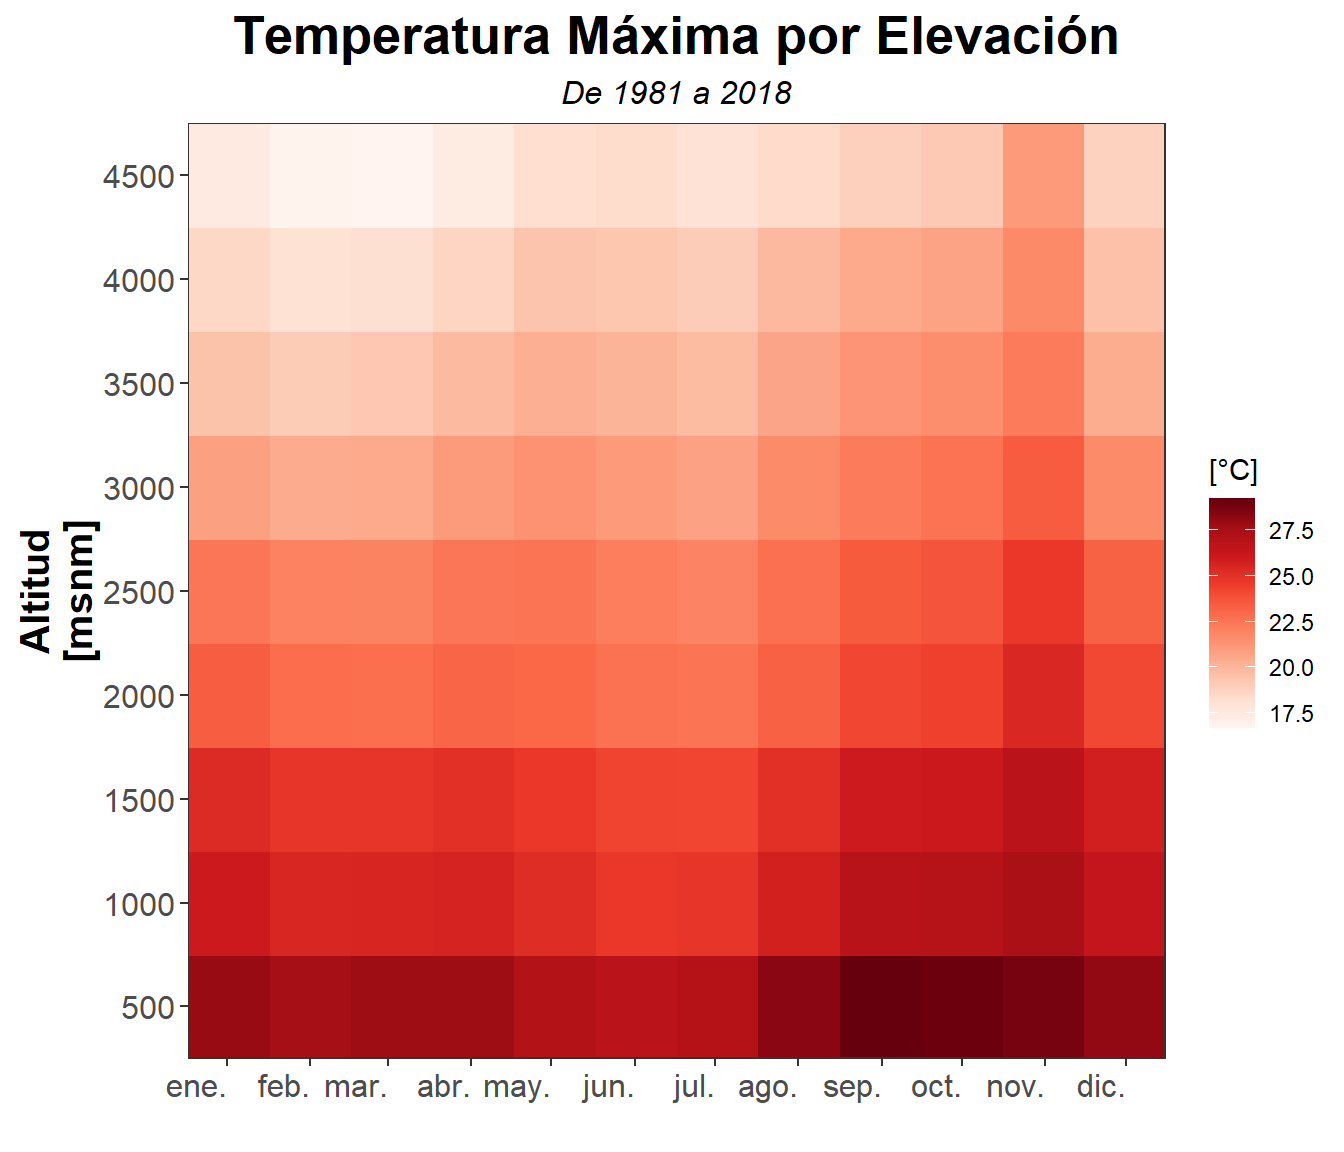 Temperatura Máxima por Elevación
De 1981 a 2018
Altitud
[msnm]
4500
4000
3500
3000
2500
2000
1500
1000
500
ene. feb. mar. abr. may. jun. jul. ago. sep. oct. nov. dic.
[°C]
27.5
25.0
22.5
20.0
17.5